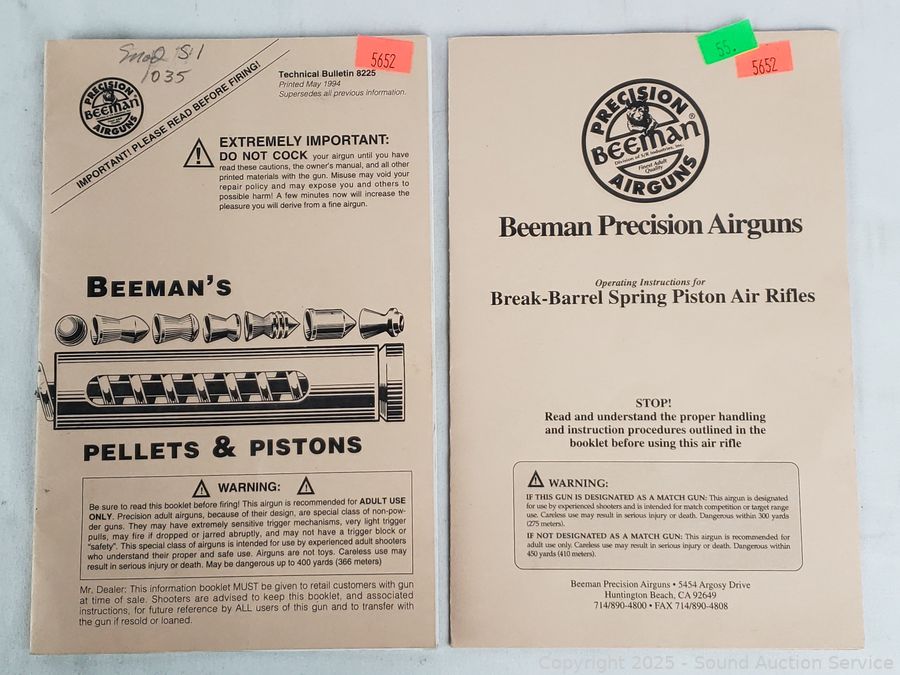 5652
Technical Bulletin 8225
Printed May 1994
Supersedes all previous information.
PRECISION
BEEMAN
AIRGUNS
IMPORTANT! PLEASE READ BEFORE FIRING!
1035
EXTREMELY IMPORTANT:
DO NOT COCK your airgun until you have
read these cautions, the owner's manual, and all other
printed materials with the gun. Misuse may void your
repair policy and may expose you and others to
possible harm! A few minutes now will increase the
pleasure you will derive from a fine airgun.
BEEMAN'S
PELLETS & PISTONS
WARNING:
Be sure to read this booklet before firing! This airgun is recommended for ADULT USE
ONLY. Precision adult airguns, because of their design, are special class of non-pow-
der guns. They may have extremely sensitive trigger mechanisms, very light trigger
pulls, may fire if dropped or jarred abruptly, and may not have a trigger block or
"safety". This special class of airguns is intended for use by experienced adult shooters
who understand their proper and safe use. Airguns are not toys. Careless use may
result in serious injury or death. May be dangerous up to 400 yards (366 meters)
Mr. Dealer: This information booklet MUST be given to retail customers with gun
at time of sale. Shooters are advised to keep this booklet, and associated
instructions, for future reference by ALL users of this gun and to transfer with
the gun if resold or loaned.
55.
5652
PRECISION
BEEMAN®
Division of S/R Industries, Inc.
Finest Adult
Quality
AIRGUNS
Beeman Precision Airguns
Operating Instructions for
Break-Barrel Spring Piston Air Rifles
STOP!
Read and understand the proper handling
and instruction procedures outlined in the
booklet before using this air rifle
WARNING:
IF THIS GUN IS DESIGNATED AS A MATCH GUN: This airgun is designated
for use by experienced shooters and is intended for match competition or target range
use. Careless use may result in serious injury or death. Dangerous within 300 yards
(275 meters).
IF NOT DESIGNATED AS A MATCH GUN: This airgun is recommended for
adult use only. Careless use may result in serious injury or death. Dangerous within
450 yards (410 meters).
Beeman Precision Airguns • 5454 Argosy Drive
Huntington Beach, CA 92649
714/890-4800 • FAX 714/890-4808
Copyright 2025 - Sound Auction Service